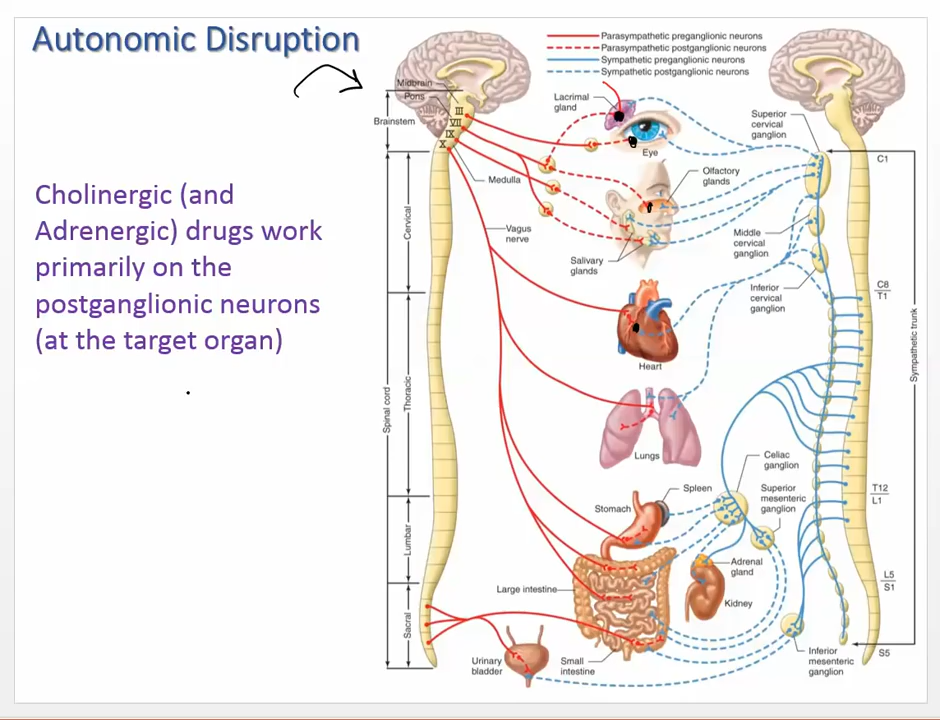 Autonomic Disruption
Parasympathetic preganglionic neurons
Parasympathetic postganglionic neurons
Sympathetic preganglionic neurons
Sympathetic postganglionic neurons
Midbrain
Pons
Brainstem
III
VII
IX
X
Medulla
Lacrimal
gland
Eye
Superior
cervical
ganglion
C1
Olfactory
glands
Cholinergic (and
Adrenergic) drugs work
primarily on the
postganglionic neurons
(at the target organ)
Cervical
Vagus
nerve
Salivary
glands
Middle
cervical
ganglion
Inferior
cervical
ganglion
C8
T1
Sympathetic trunk
Heart
Spinal cord
Thoracic
Lungs
Celiac
ganglion
Spleen
Superior
mesenteric
ganglion
T12
L1
Stomach
Lumbar
Adrenal
gland
Large intestine
Kidney
L5
S1
Sacral
Urinary
bladder
Small
intestine
Inferior
mesenteric
ganglion
S5